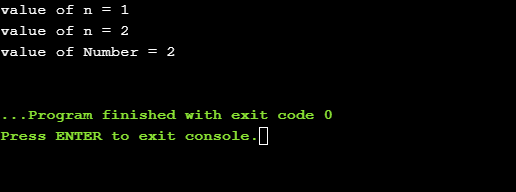 value of n = 1
value of n = 2
value of Number = 2
...Program finished with exit code 0
Press ENTER to exit console.